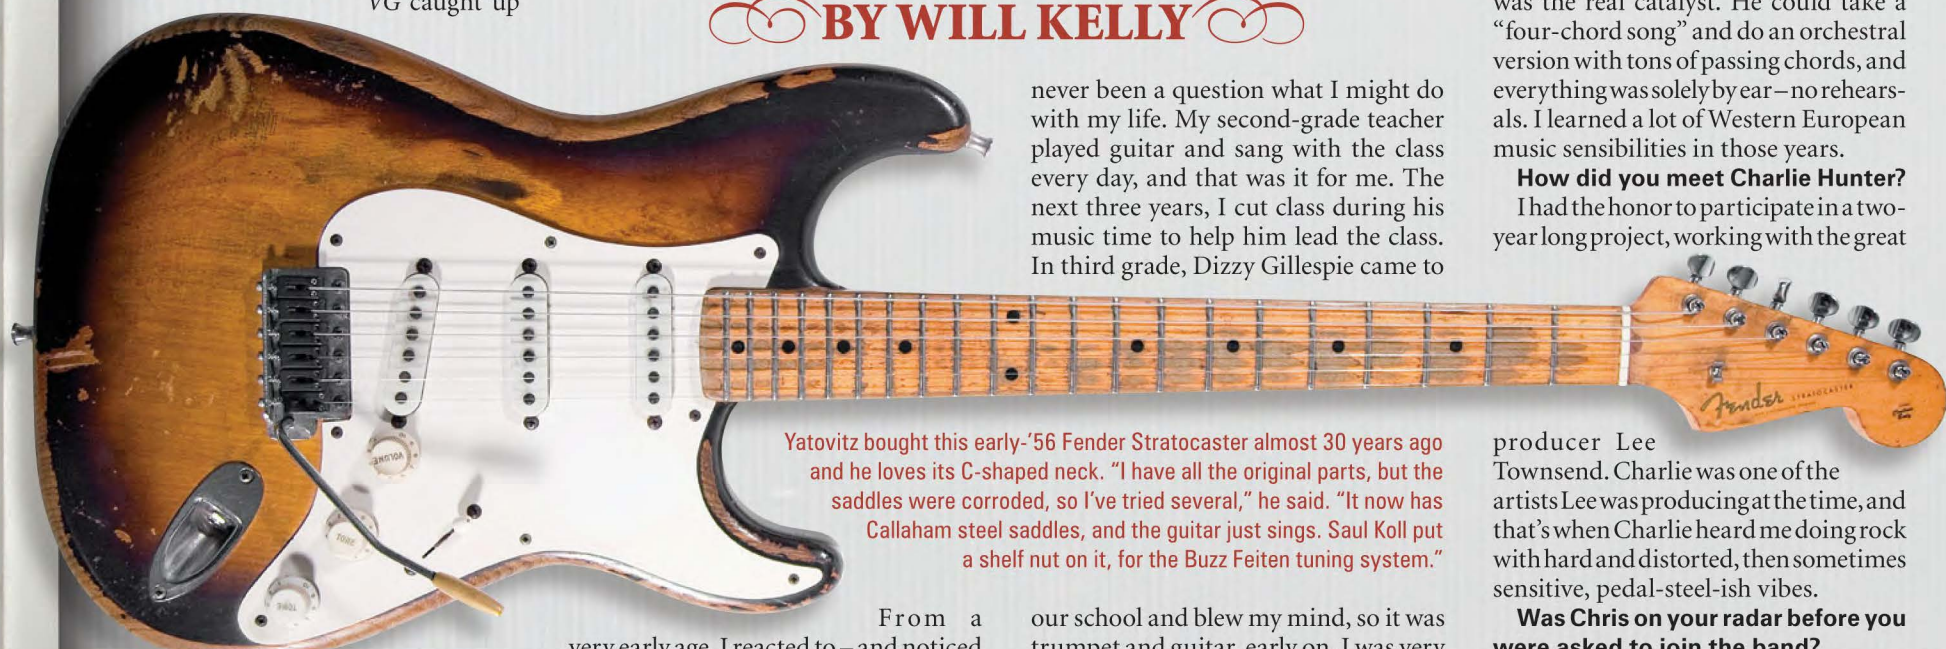 VG caught up
BY WILL KELLY
From a
very early age, I reacted to – and noticed
never been a question what I might do
with my life. My second-grade teacher
played guitar and sang with the class
every day, and that was it for me. The
next three years, I cut class during his
music time to help him lead the class.
In third grade, Dizzy Gillespie came to
our school and blew my mind, so it was
trumpet and guitar, early on. I was very
was the real catalyst. He could take a
“four-chord song” and do an orchestral
version with tons of passing chords, and
everything was solely by ear – no rehears-
als. I learned a lot of Western European
music sensibilities in those years.
How did you meet Charlie Hunter?
I had the honor to participate in a two-
year long project, working with the great
producer Lee
Townsend. Charlie was one of the
artists Lee was producing at the time, and
that’s when Charlie heard me doing rock
with hard and distorted, then sometimes
sensitive, pedal-steel-ish vibes.
Was Chris on your radar before you
were asked to join the band?
Yatovitz bought this early-’56 Fender Stratocaster almost 30 years ago
and he loves its C-shaped neck. “I have all the original parts, but the
saddles were corroded, so I’ve tried several,” he said. “It now has
Callaham steel saddles, and the guitar just sings. Saul Koll put
a shelf nut on it, for the Buzz Feiten tuning system.”
VOLUME
TONE
TONE
Fender STRATOCASTER